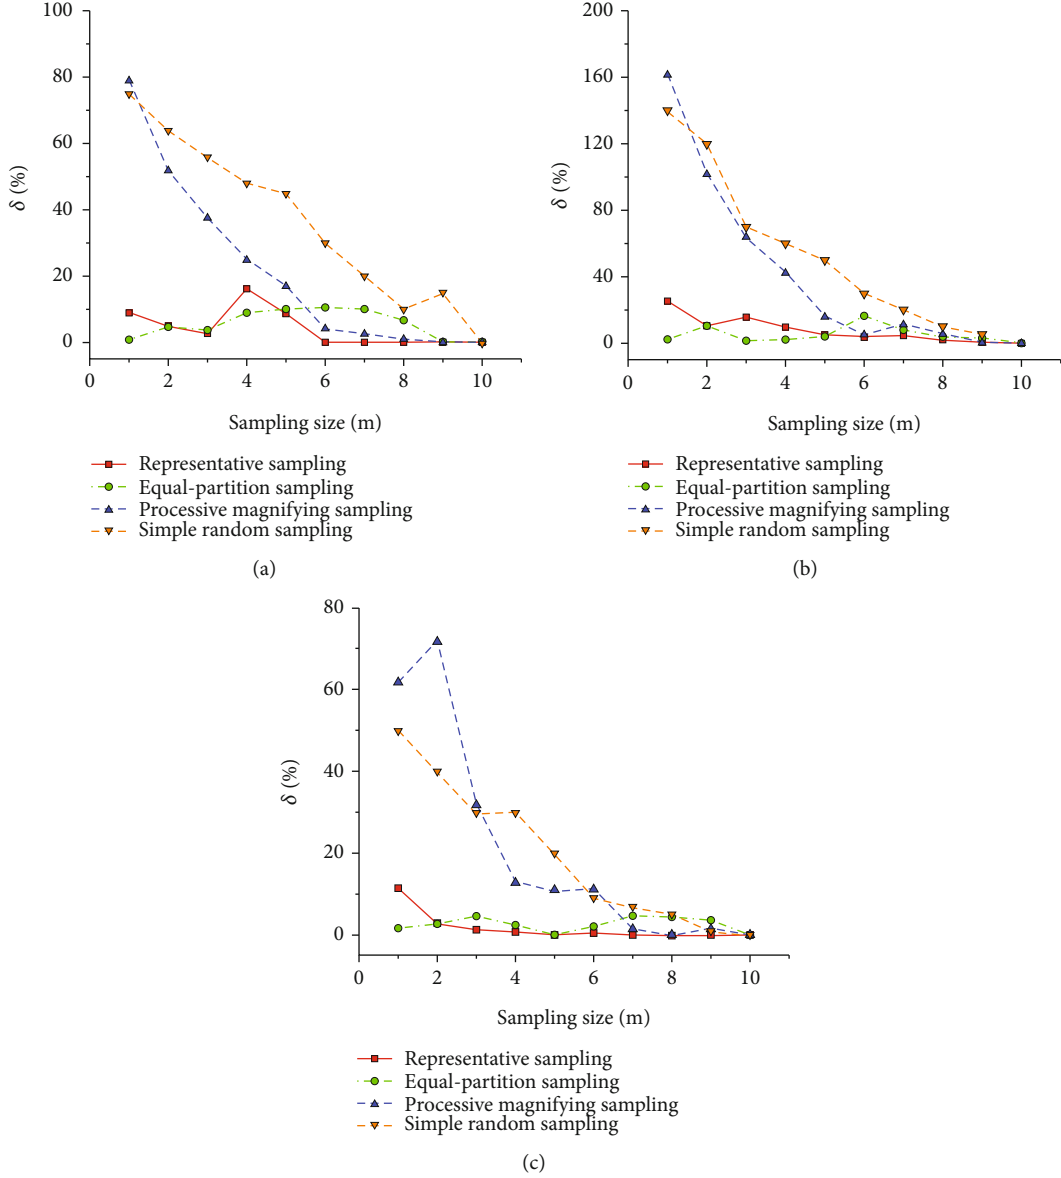 100
80
60
40
20
0
δ (%)
0 2 4 6 8 10
Sampling size (m)
Representative sampling
Equal-partition sampling
Processive magnifying sampling
Simple random sampling
(a)
200
160
120
80
40
0
δ (%)
0 2 4 6 8 10
Sampling size (m)
Representative sampling
Equal-partition sampling
Processive magnifying sampling
Simple random sampling
(b)
80
60
40
20
0
δ (%)
0 2 4 6 8 10
Sampling size (m)
Representative sampling
Equal-partition sampling
Processive magnifying sampling
Simple random sampling
(c)